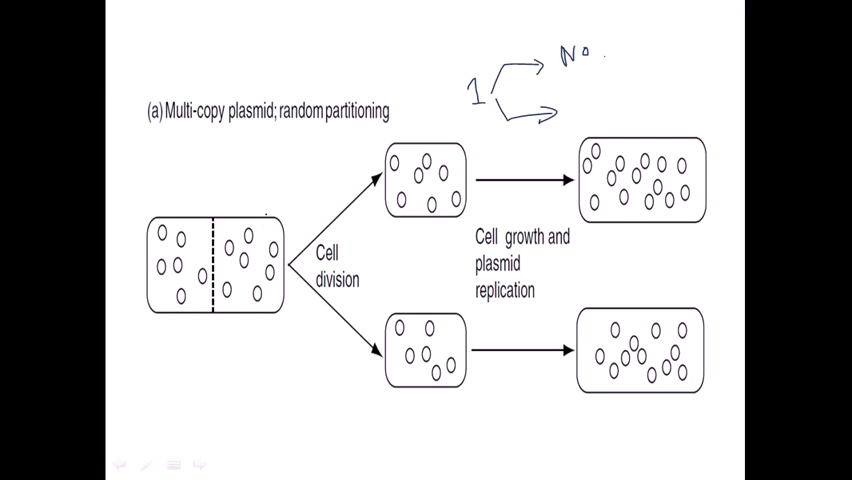 1 No.
(a) Multi-copy plasmid; random partitioning
Cell
division
Cell growth and
plasmid
replication